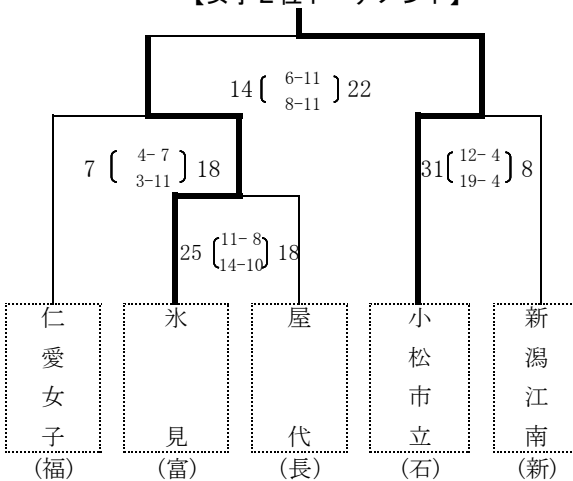 【女子2位トーナメント】
14 ( 6-11 ) 22
8-11
7 ( 4- 7 ) 18
3-11
31 ( 12- 4 ) 8
19- 4
25 ( 11- 8 ) 18
14-10
仁愛女子
氷見
屋代
小松市立
新潟江南
(福)
(富)
(長)
(石)
(新)